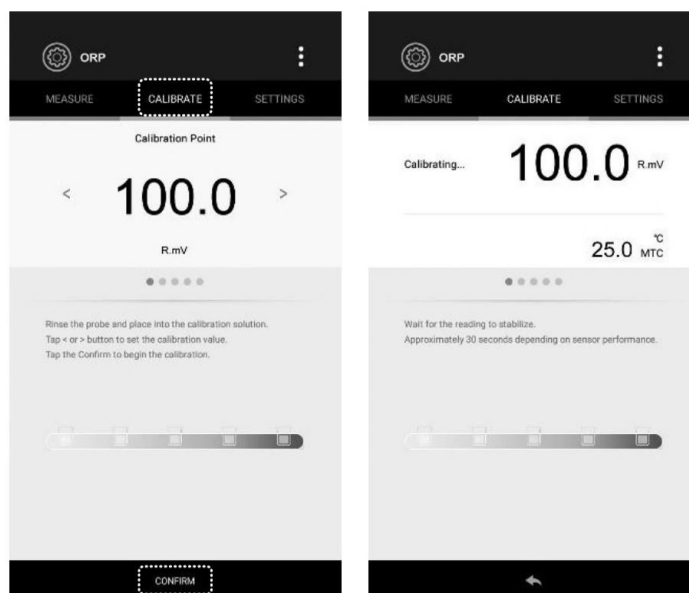 ORP
MEASURE CALIBRATE SETTINGS
Calibration Point
< 100.0 >
R.mV
Rinse the probe and place into the calibration solution.
Tap < or > button to set the calibration value.
Tap the Confirm to begin the calibration.
CONFIRM
ORP
MEASURE CALIBRATE SETTINGS
Calibrating... 100.0 R.mV
25.0 °C MTC
Wait for the reading to stabilize.
Approximately 30 seconds depending on sensor performance.